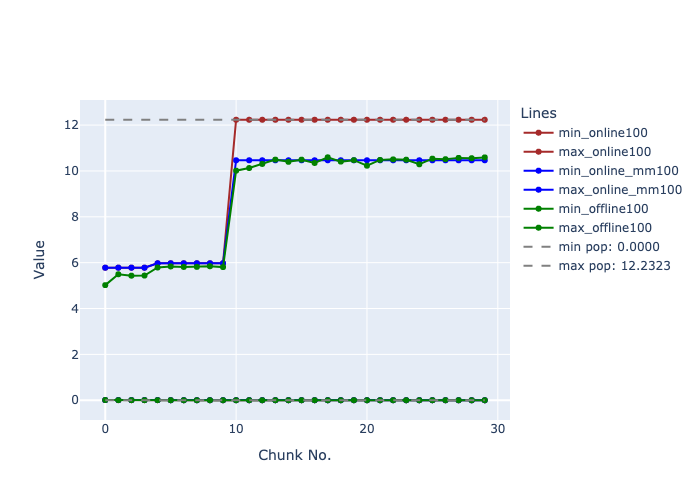 Lines
min_online100
max_online100
min_online_mm100
max_online_mm100
min_offline100
max_offline100
min pop: 0.0000
max pop: 12.2323
12
10
8
6
4
2
0
Value
0
10
20
30
Chunk No.